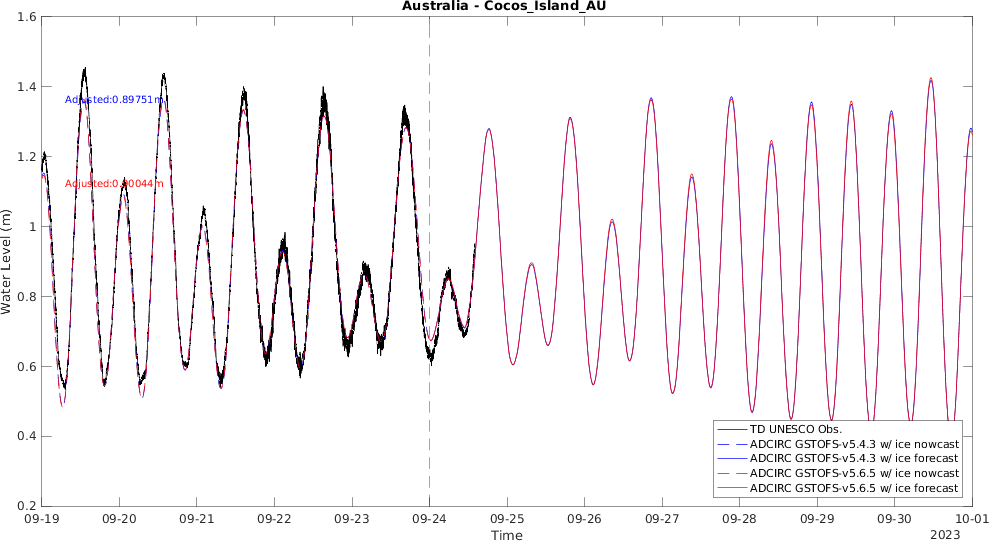 Australia - Cocos_Island_AU
1.6
1.4
1.2
1
0.8
0.6
0.4
0.2
Water Level (m)
Adjusted:0.89751m
Adjusted:0.90044m
TD UNESCO Obs.
ADCIRC GSTOFS-v5.4.3 w/ ice nowcast
ADCIRC GSTOFS-v5.4.3 w/ ice forecast
ADCIRC GSTOFS-v5.6.5 w/ ice nowcast
ADCIRC GSTOFS-v5.6.5 w/ ice forecast
09-19 09-20 09-21 09-22 09-23 09-24 09-25 09-26 09-27 09-28 09-29 09-30 10-01
Time
2023